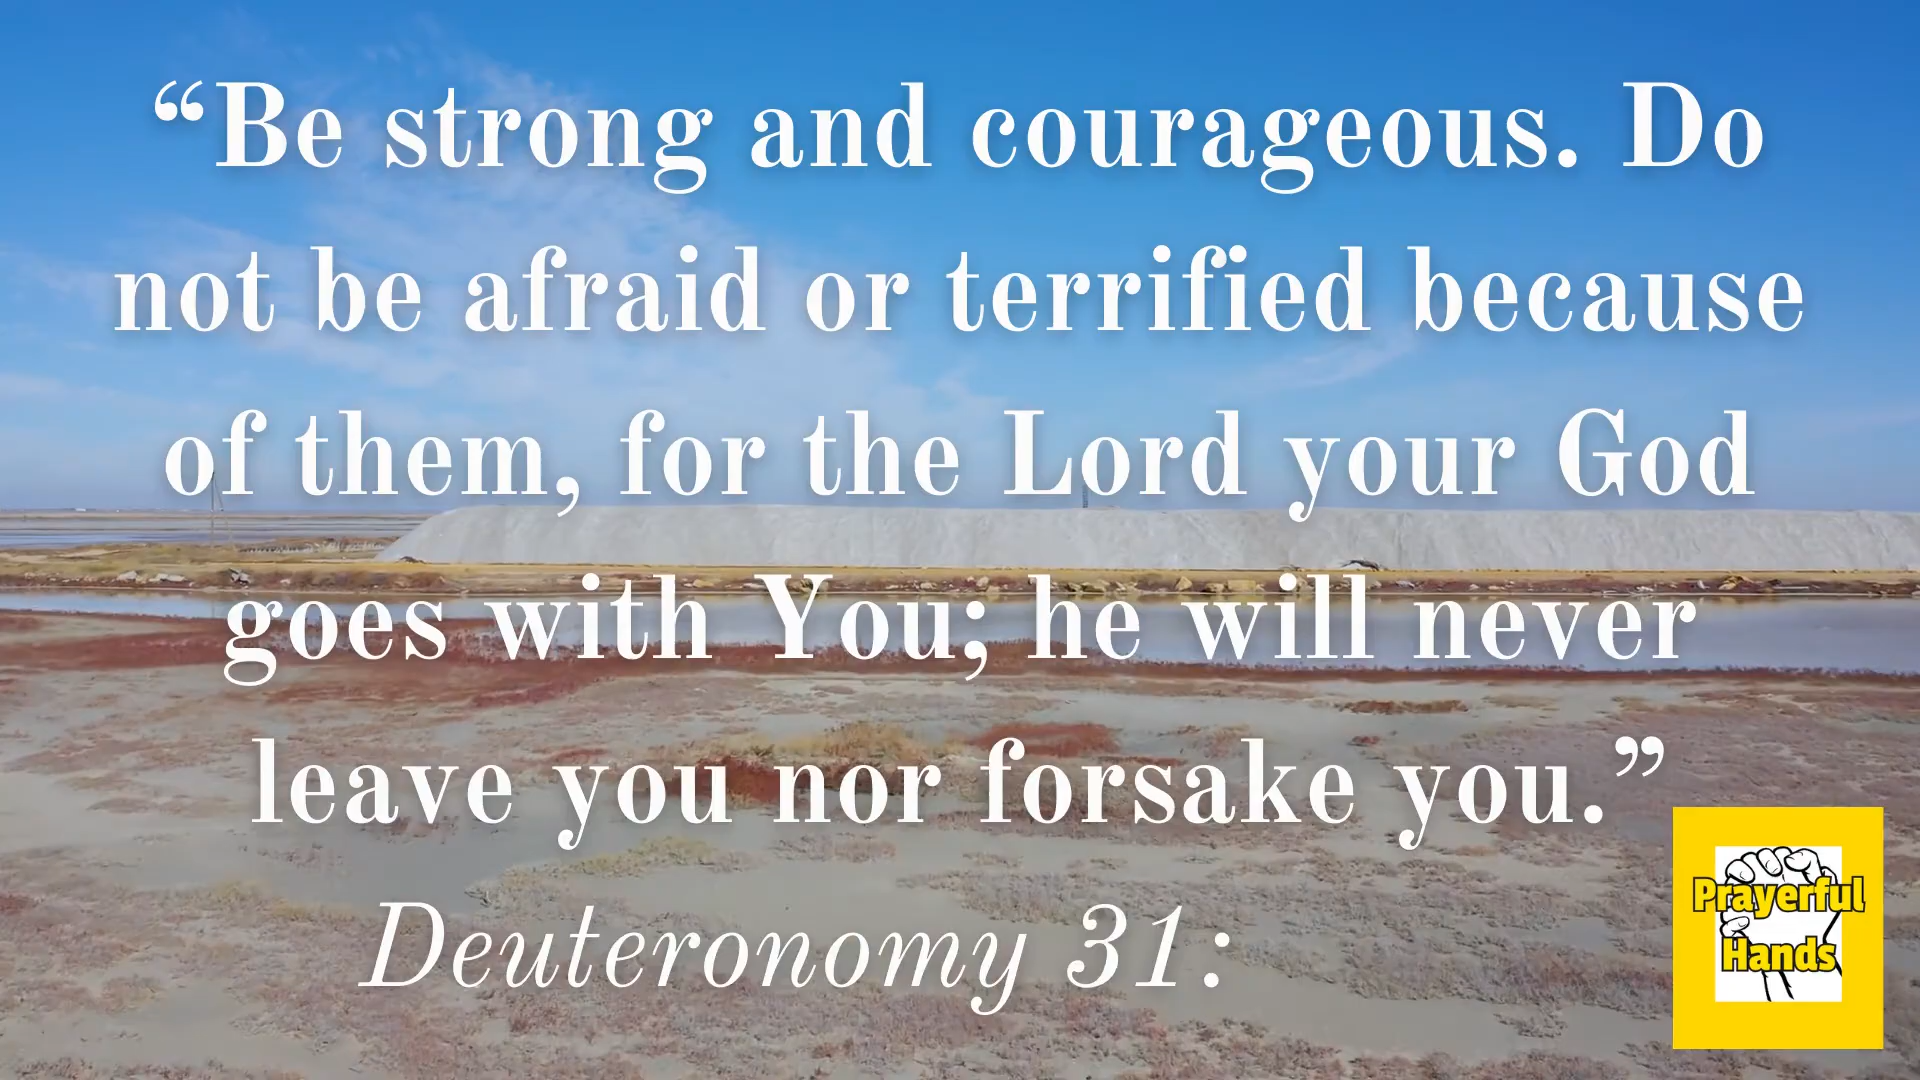 “Be strong and courageous. Do
not be afraid or terrified because
of them, for the Lord your God
goes with You; he will never
leave you nor forsake you.”
Deuteronomy 31:
Prayerful
Hands